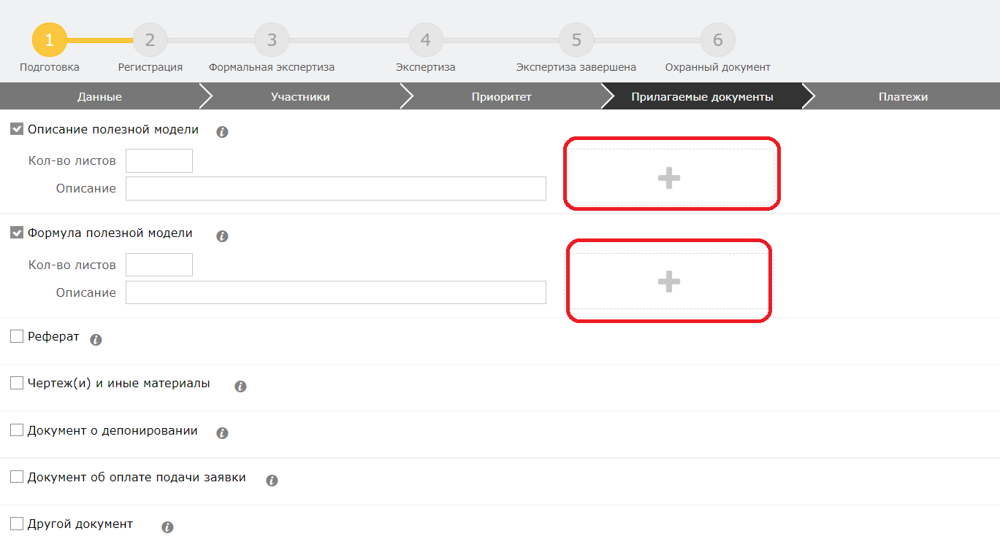 1 2 3 4 5 6
Подготовка Регистрация Формальная экспертиза Экспертиза Экспертиза завершена Охранный документ
Данные Участники Приоритет Прилагаемые документы Платежи
Описание полезной модели i
Кол-во листов
Описание
Формула полезной модели i
Кол-во листов
Описание
Реферат i
Чертеж(и) и иные материалы i
Документ о депонировании i
Документ об оплате подачи заявки i
Другой документ i